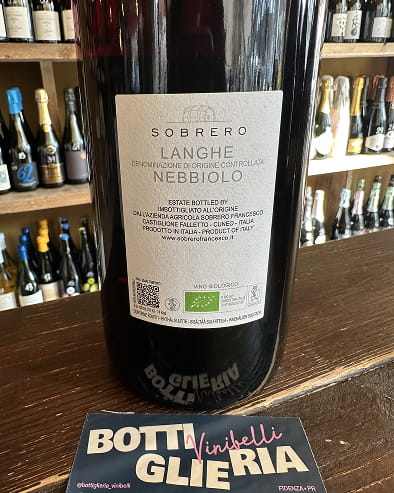 SOBRERO
LANGHE
DENOMINAZIONE DI ORIGINE CONTROLLATA
NEBBIOLO
ESTATE BOTTLED BY
IMBOTTIGLIATO ALL'ORIGINE
DALL'AZIENDA AGRICOLA SOBRERO FRANCESCO
CASTIGLIONE FALLETTO - CUNEO - ITALIA
PRODOTTO IN ITALIA - PRODUCT OF ITALY
www.sobrerofrancesco.it
VINO BIOLOGICO
BOTTI
GLIERIA
Vinibelli
@bottiglieria_vinibelli
FIDENZA•PR